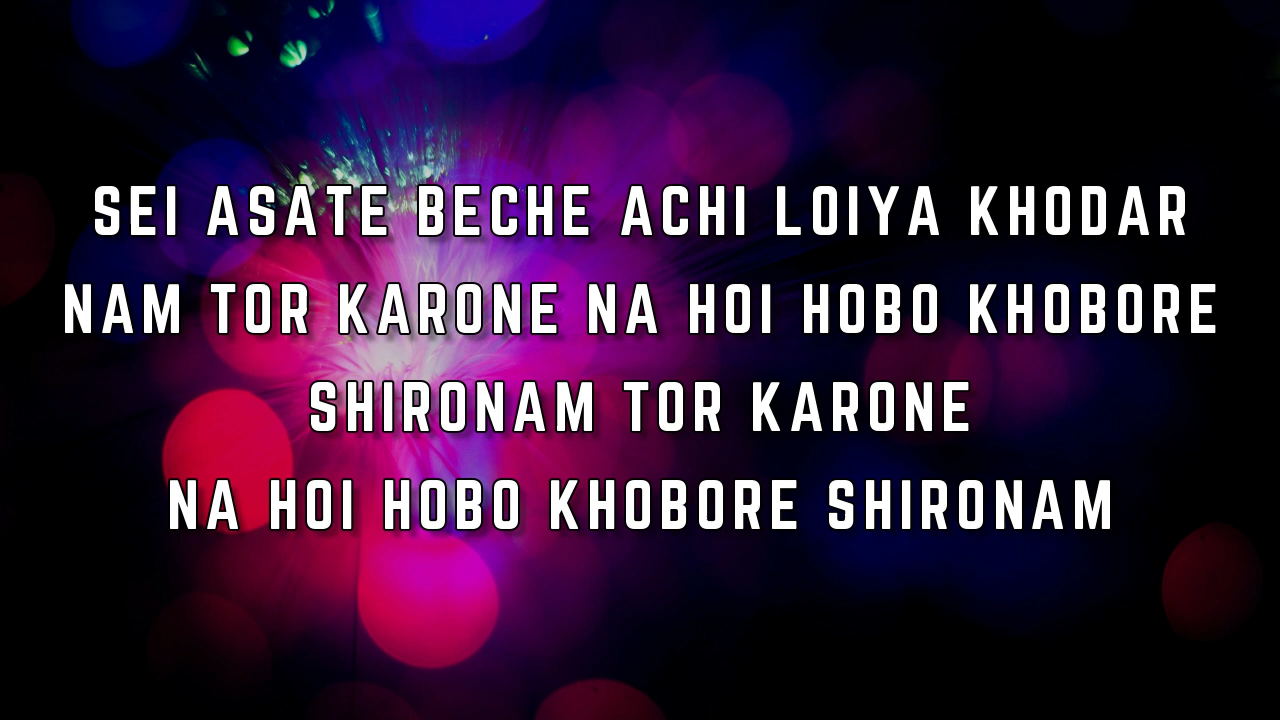 SEI ASATE BECHE ACHI LOIYA KHODAR
NAM TOR KARONE NA HOI HOBO KHOBORE
SHIRONAM TOR KARONE
NA HOI HOBO KHOBORE SHIRONAM